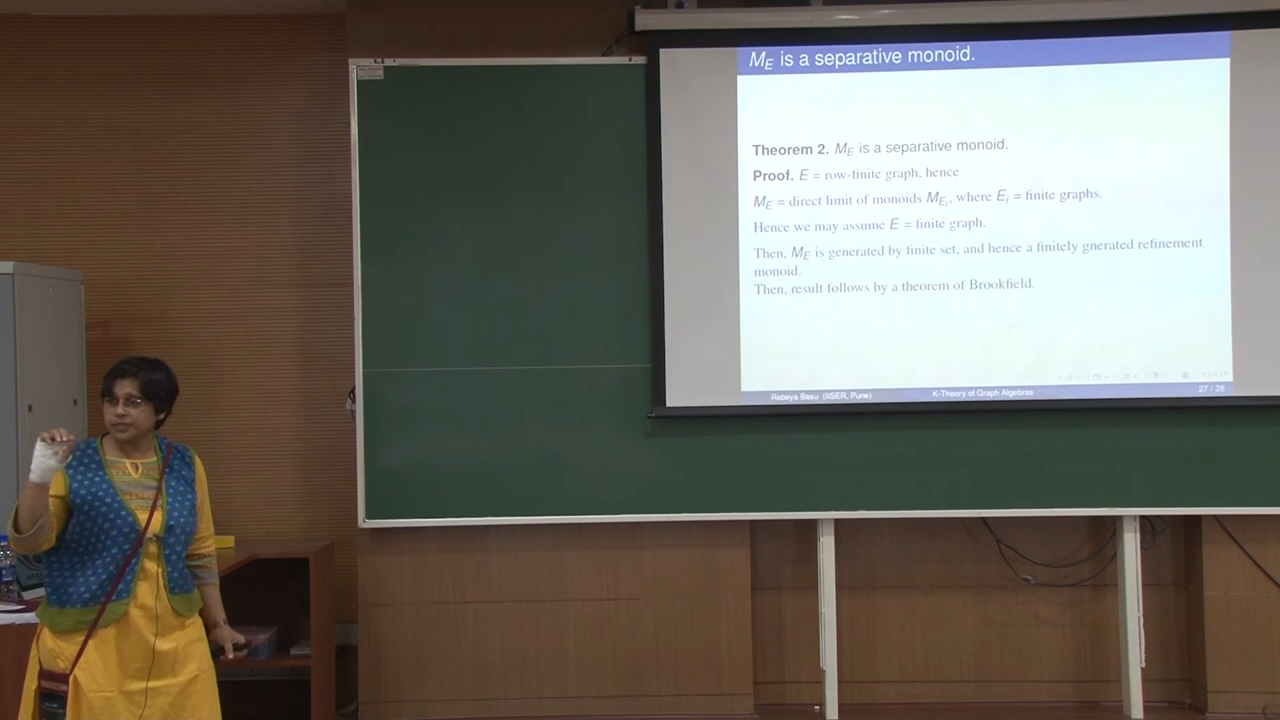 M_E is a separative monoid.
Theorem 2. M_E is a separative monoid.
Proof. E = row-finite graph, hence
M_E = direct limit of monoids M_{E_i}, where E_i = finite graphs.
Hence we may assume E = finite graph.
Then, M_E is generated by finite set, and hence a finitely gnerated refinement
monoid.
Then, result follows by a theorem of Brookfield.
Rabeya Basu (IISER, Pune) K-Theory of Graph Algebras 27 / 28